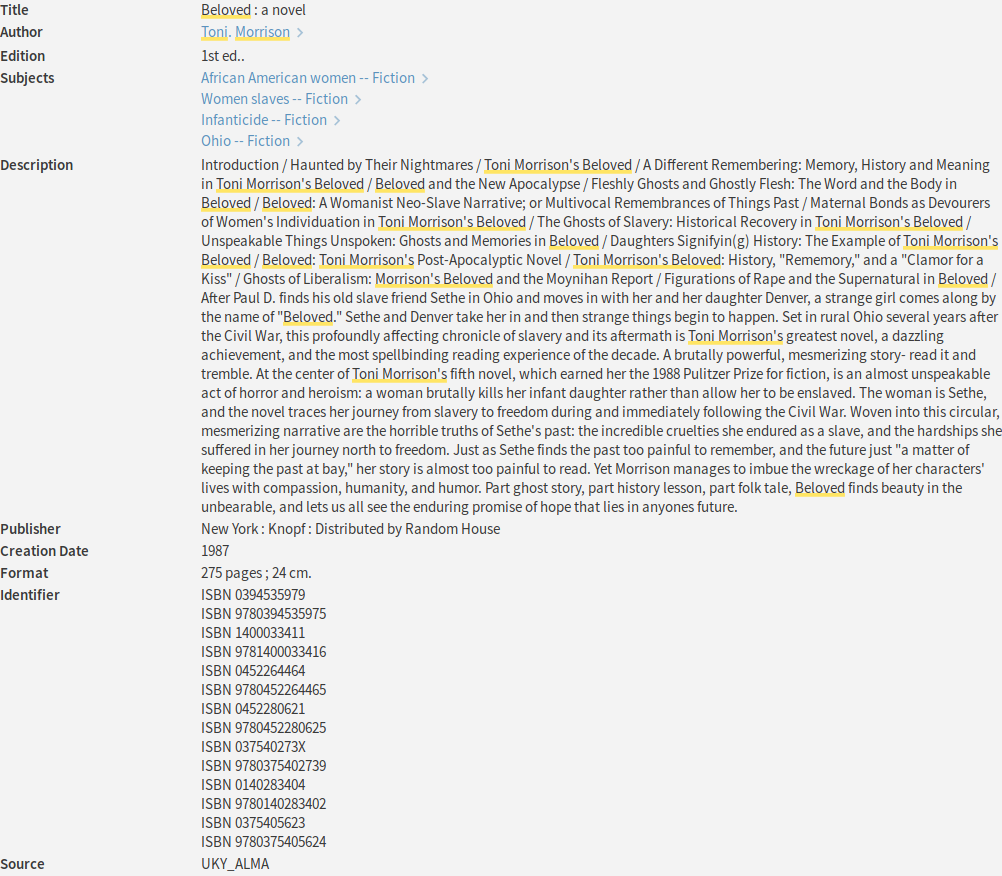 Title Beloved : a novel
Author Toni. Morrison >
Edition 1st ed..
Subjects African American women -- Fiction >
Women slaves -- Fiction >
Infanticide -- Fiction >
Ohio -- Fiction >
Description Introduction / Haunted by Their Nightmares / Toni Morrison's Beloved / A Different Remembering: Memory, History and Meaning
in Toni Morrison's Beloved / Beloved and the New Apocalypse / Fleshly Ghosts and Ghostly Flesh: The Word and the Body in
Beloved / Beloved: A Womanist Neo-Slave Narrative; or Multivocal Remembrances of Things Past / Maternal Bonds as Devourers
of Women's Individuation in Toni Morrison's Beloved / The Ghosts of Slavery: Historical Recovery in Toni Morrison's Beloved /
Unspeakable Things Unspoken: Ghosts and Memories in Beloved / Daughters Signifyin(g) History: The Example of Toni Morrison's
Beloved / Beloved: Toni Morrison's Post-Apocalyptic Novel / Toni Morrison's Beloved: History, "Rememory," and a "Clamor for a
Kiss" / Ghosts of Liberalism: Morrison's Beloved and the Moynihan Report / Figurations of Rape and the Supernatural in Beloved /
After Paul D. finds his old slave friend Sethe in Ohio and moves in with her and her daughter Denver, a strange girl comes along by
the name of "Beloved." Sethe and Denver take her in and then strange things begin to happen. Set in rural Ohio several years after
the Civil War, this profoundly affecting chronicle of slavery and its aftermath is Toni Morrison's greatest novel, a dazzling
achievement, and the most spellbinding reading experience of the decade. A brutally powerful, mesmerizing story- read it and
tremble. At the center of Toni Morrison's fifth novel, which earned her the 1988 Pulitzer Prize for fiction, is an almost unspeakable
act of horror and heroism: a woman brutally kills her infant daughter rather than allow her to be enslaved. The woman is Sethe,
and the novel traces her journey from slavery to freedom during and immediately following the Civil War. Woven into this circular,
mesmerizing narrative are the horrible truths of Sethe's past: the incredible cruelties she endured as a slave, and the hardships she
suffered in her journey north to freedom. Just as Sethe finds the past too painful to remember, and the future just "a matter of
keeping the past at bay," her story is almost too painful to read. Yet Morrison manages to imbue the wreckage of her characters'
lives with compassion, humanity, and humor. Part ghost story, part history lesson, part folk tale, Beloved finds beauty in the
unbearable, and lets us all see the enduring promise of hope that lies in anyones future.
Publisher New York : Knopf : Distributed by Random House
Creation Date 1987
Format 275 pages ; 24 cm.
Identifier ISBN 0394535979
ISBN 9780394535975
ISBN 1400033411
ISBN 9781400033416
ISBN 0452264464
ISBN 9780452264465
ISBN 0452280621
ISBN 9780452280625
ISBN 037540273X
ISBN 9780375402739
ISBN 0140283404
ISBN 9780140283402
ISBN 0375405623
ISBN 9780375405624
Source UKY_ALMA